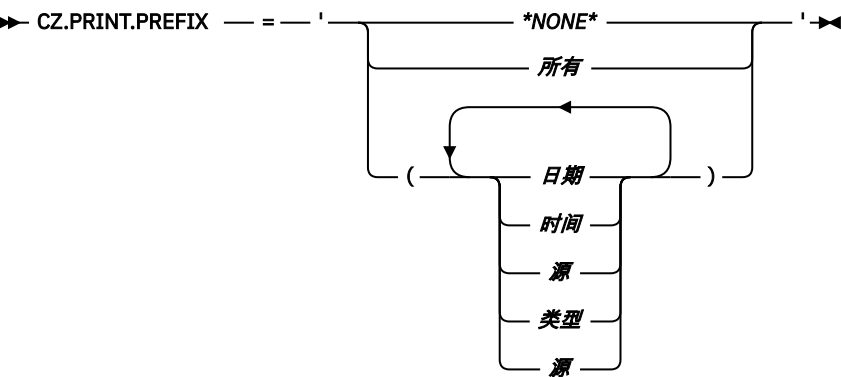 CZ.PRINT.PREFIX = ' *NONE* '
所有
( 日期 )
时间
源
类型
源